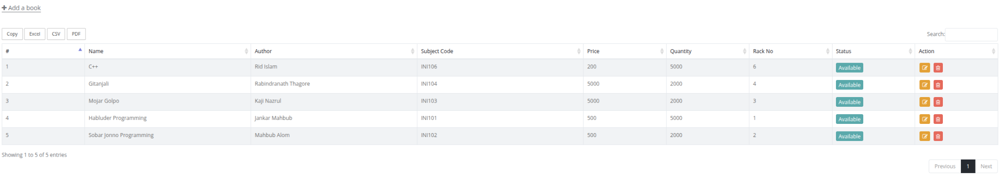 Add a book
Copy Excel CSV PDF Search:
# Name Author Subject Code Price Quantity Rack No Status Action
1 C++ Rid Islam INI106 200 5000 6 Available
2 Gitanjali Rabindranath Thagore INI104 5000 2000 4 Available
3 Mojar Golpo Kaji Nazrul INI103 5000 2000 3 Available
4 Habluder Programming Jankar Mahbub INI101 500 5000 1 Available
5 Sobar Jonno Programming Mahbub Alom INI102 500 2000 2 Available
Showing 1 to 5 of 5 entries
Previous 1 Next